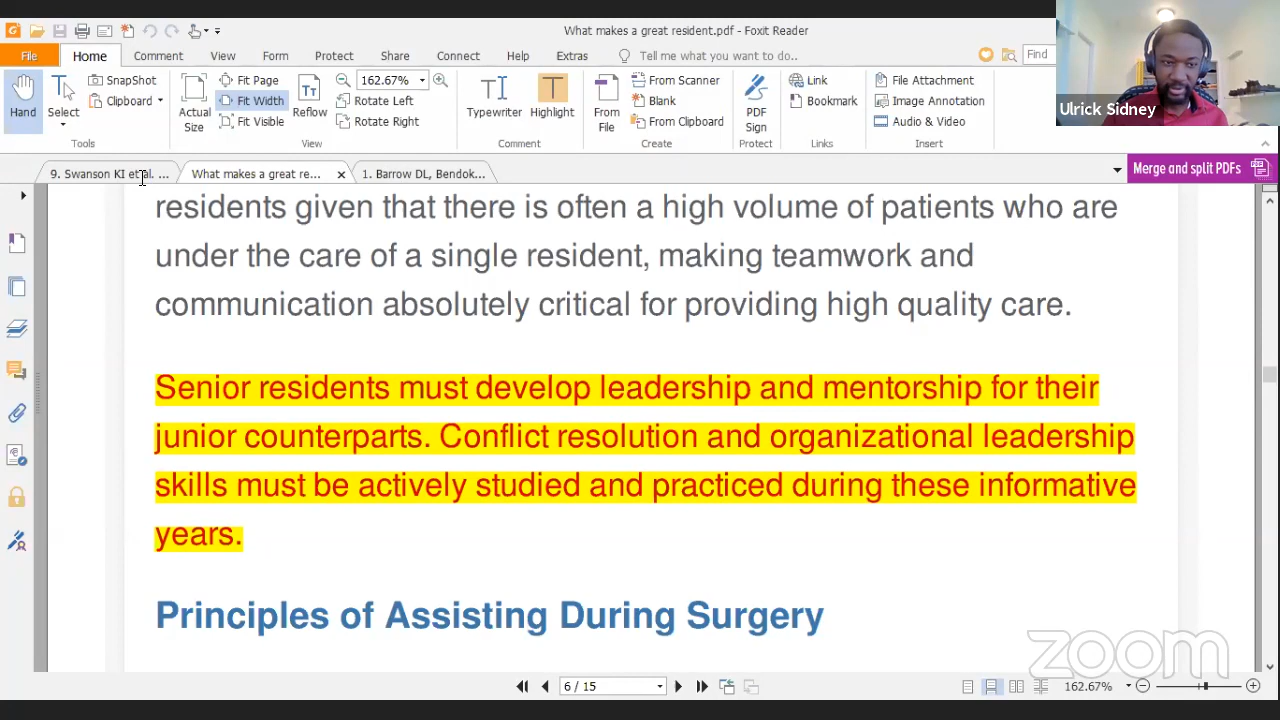 What makes a great resident.pdf - Foxit Reader
File Home Comment View Form Protect Share Connect Help Extras Tell me what you want to do.. Find
Hand
Select
SnapShot
Clipboard
Tools
Actual Size
Fit Page
Fit Width
Fit Visible
Reflow
162.67%
Rotate Left
Rotate Right
View
Typewriter
Highlight
Comment
From File
From Scanner
Blank
From Clipboard
Create
PDF Sign
Protect
Link
Bookmark
Links
File Attachment
Image Annotation
Audio & Video
Insert
Ulrick Sidney
9. Swanson KI et al. ... What makes a great re... 1. Barrow DL, Bendok...
Merge and split PDFs
residents given that there is often a high volume of patients who are
under the care of a single resident, making teamwork and
communication absolutely critical for providing high quality care.
Senior residents must develop leadership and mentorship for their
junior counterparts. Conflict resolution and organizational leadership
skills must be actively studied and practiced during these informative
years.
Principles of Assisting During Surgery
zoom
6 / 15
162.67%